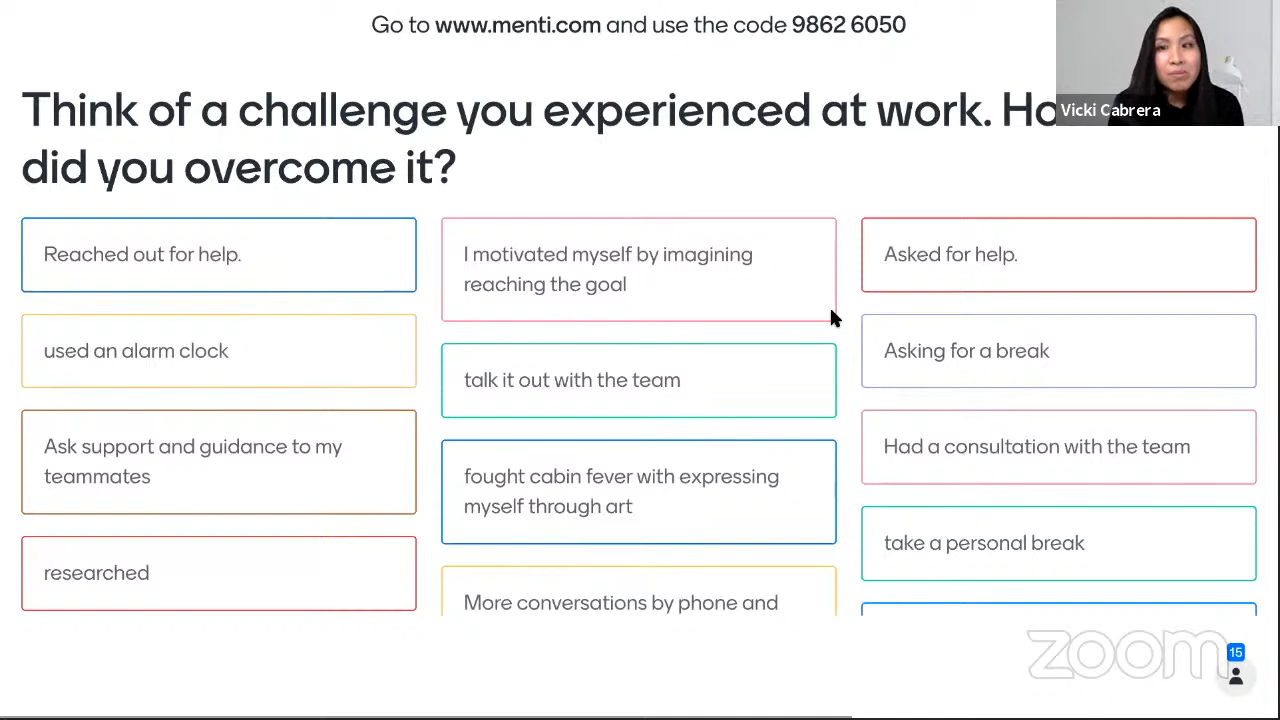 Go to www.menti.com and use the code 9862 6050
Think of a challenge you experienced at work. Ho
did you overcome it?
Vicki Cabrera
Reached out for help.
used an alarm clock
Ask support and guidance to my
teammates
researched
I motivated myself by imagining
reaching the goal
talk it out with the team
fought cabin fever with expressing
myself through art
More conversations by phone and
Asked for help.
Asking for a break
Had a consultation with the team
take a personal break
zoom
15